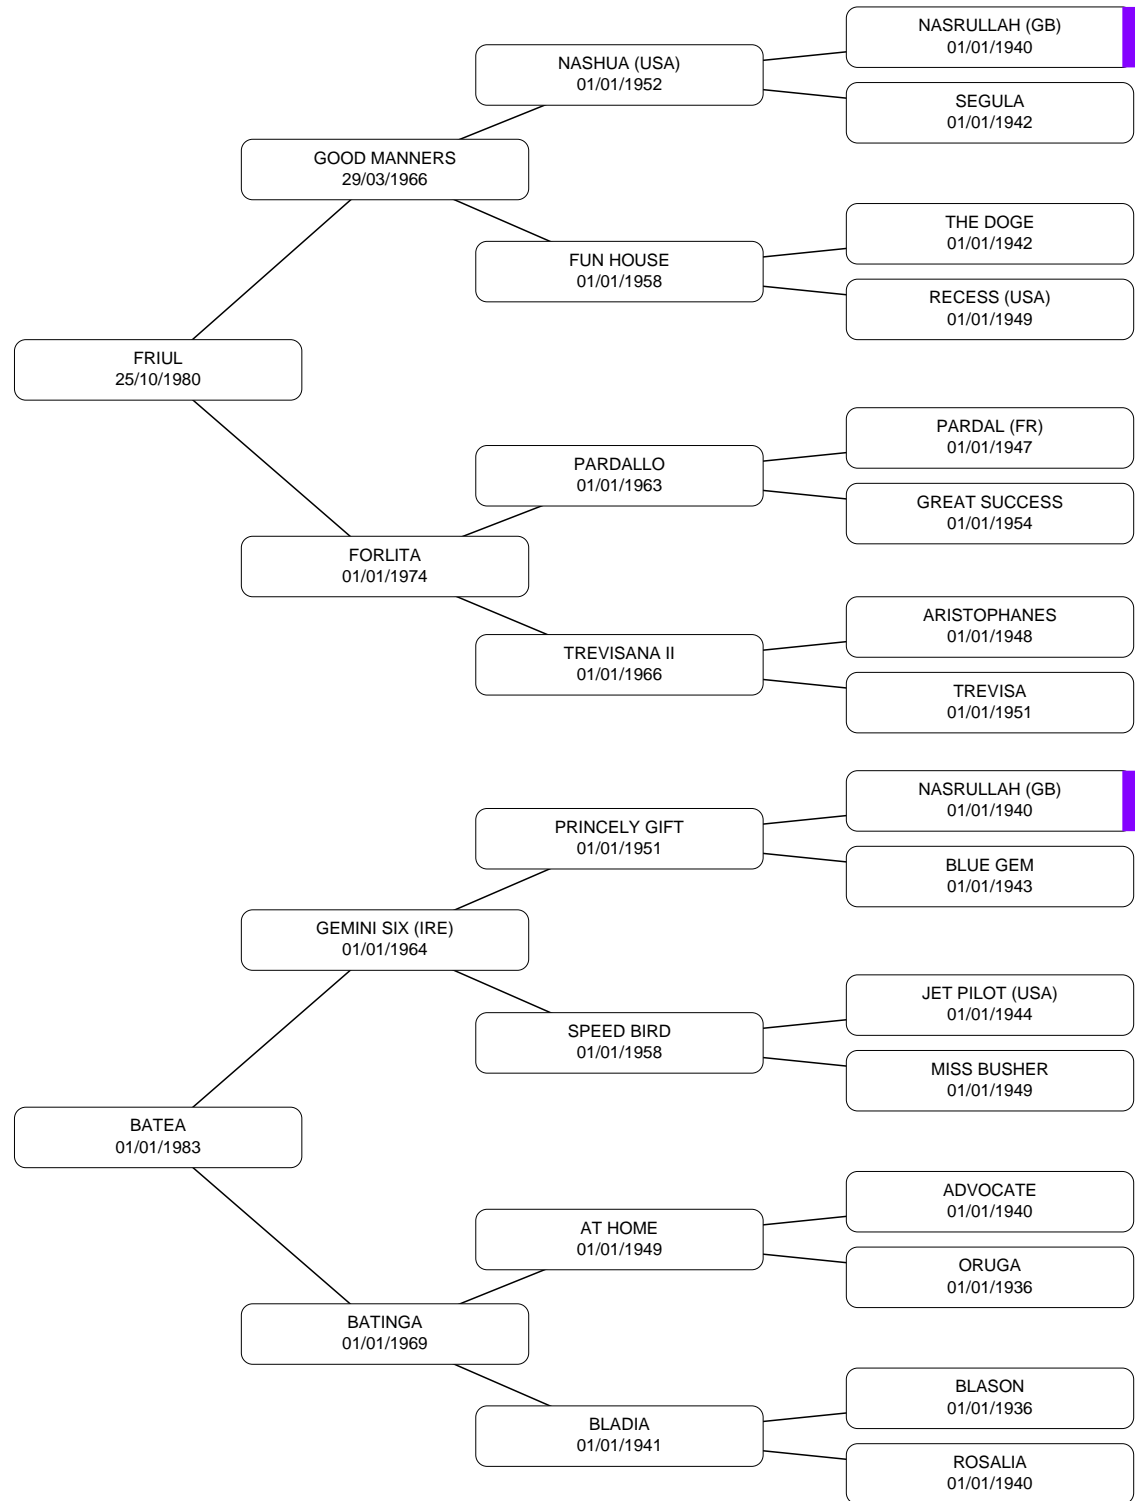 NASRULLAH (GB)
01/01/1940
NASHUA (USA)
01/01/1952
SEGULA
01/01/1942
GOOD MANNERS
29/03/1966
THE DOGE
01/01/1942
FUN HOUSE
01/01/1958
RECESS (USA)
01/01/1949
FRIUL
25/10/1980
PARDAL (FR)
01/01/1947
PARDALLO
01/01/1963
GREAT SUCCESS
01/01/1954
FORLITA
01/01/1974
ARISTOPHANES
01/01/1948
TREVISANA II
01/01/1966
TREVISA
01/01/1951
NASRULLAH (GB)
01/01/1940
PRINCELY GIFT
01/01/1951
BLUE GEM
01/01/1943
GEMINI SIX (IRE)
01/01/1964
JET PILOT (USA)
01/01/1944
SPEED BIRD
01/01/1958
MISS BUSHER
01/01/1949
BATEA
01/01/1983
ADVOCATE
01/01/1940
AT HOME
01/01/1949
ORUGA
01/01/1936
BATINGA
01/01/1969
BLASON
01/01/1936
BLADIA
01/01/1941
ROSALIA
01/01/1940